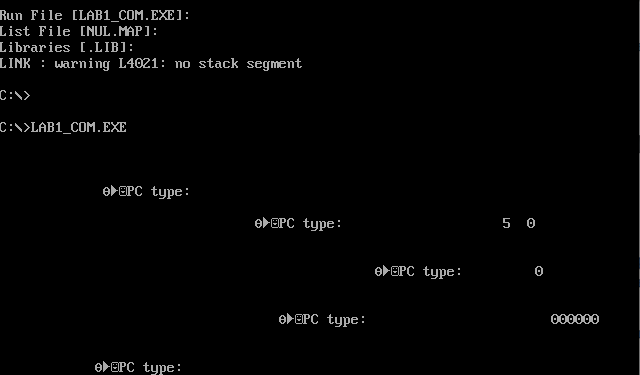 Run File [LAB1_COM.EXE]:
List File [NUL.MAP]:
Libraries [.LIB]:
LINK : warning L4021: no stack segment
C:\>
C:\>LAB1_COM.EXE
θ►◙PC type:
θ►◙PC type: 5 0
θ►◙PC type: 0
θ►◙PC type: 000000
θ►◙PC type: